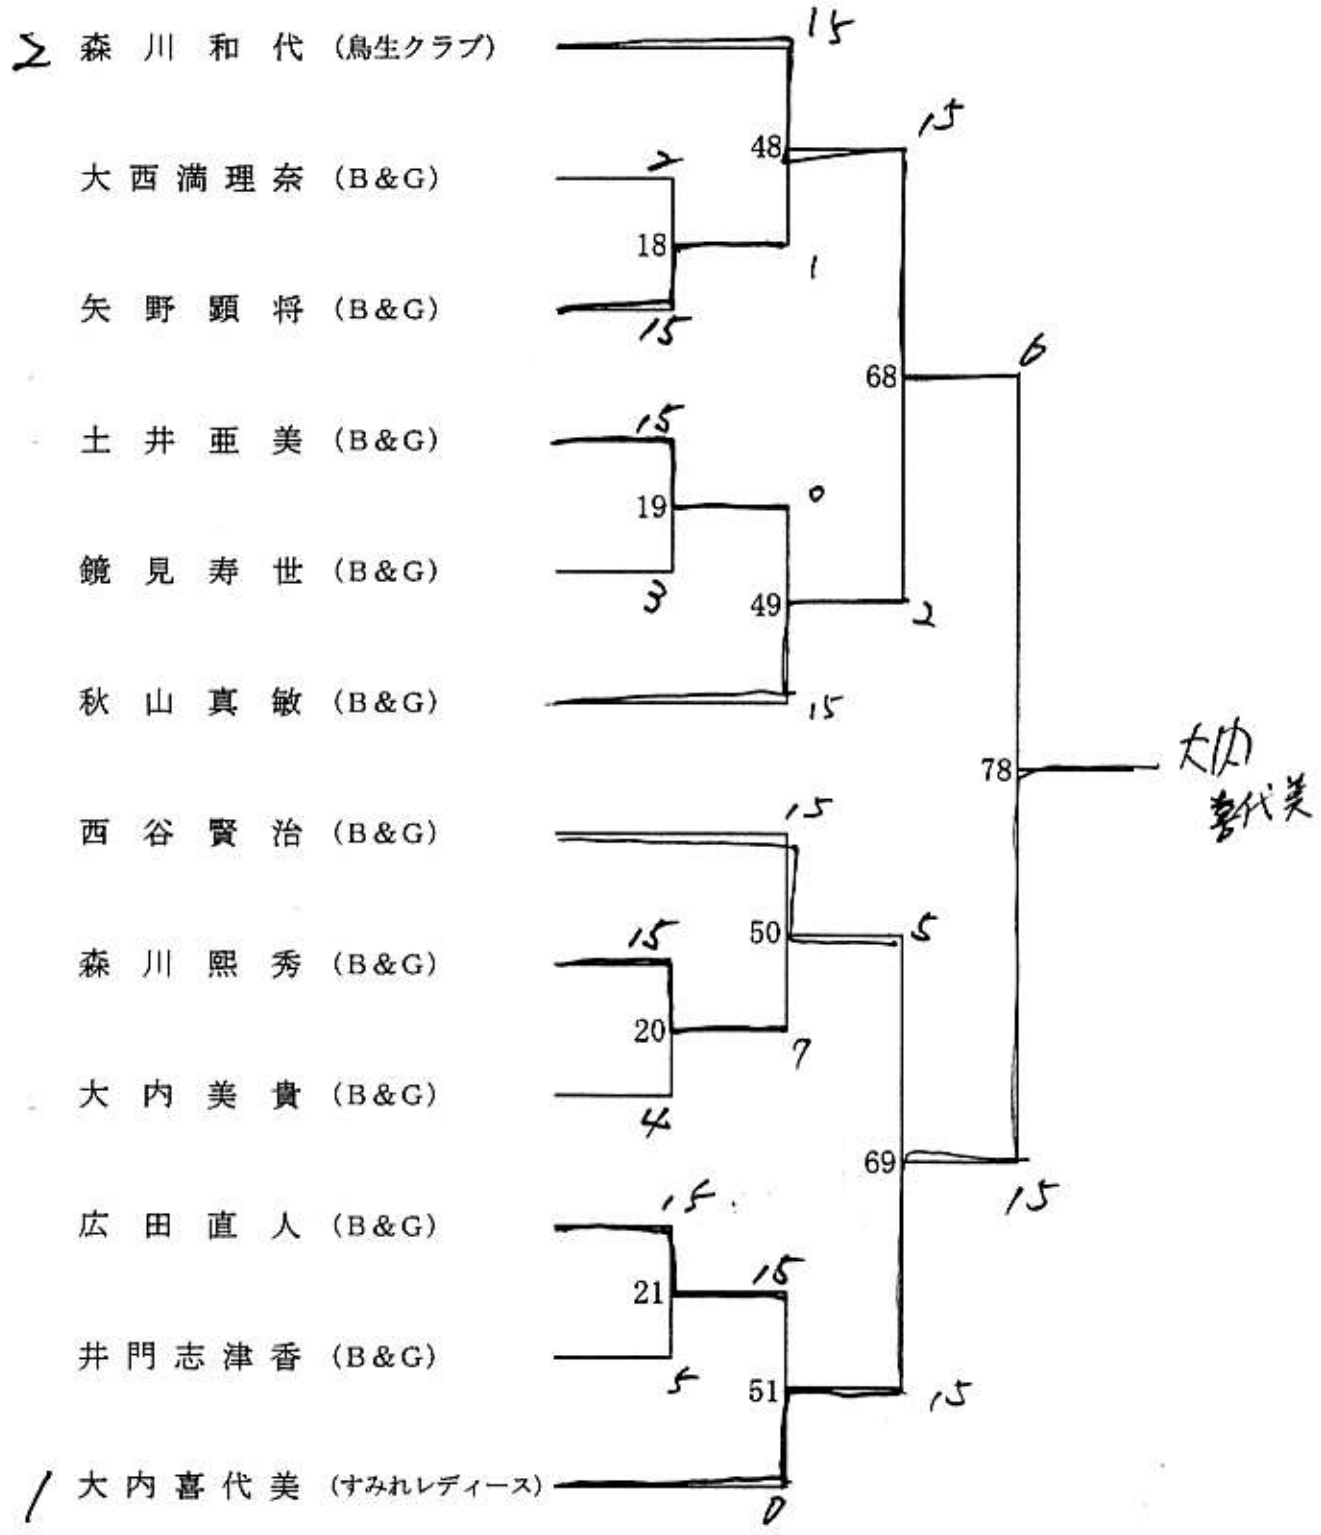 15
2 森川和代 (鳥生クラブ)
15
48
2
大西満理奈 (B&G)
18
1
矢野顕将 (B&G)
15
6
68
15
土井亜美 (B&G)
0
19
鏡見寿世 (B&G)
3
49
2
秋山真敏 (B&G)
15
大内
78
喜代美
15
西谷賢治 (B&G)
15
50
5
森川熙秀 (B&G)
20
7
大内美貴 (B&G)
4
69
15
15
広田直人 (B&G)
15
21
井門志津香 (B&G)
5
51
15
1 大内喜代美 (すみれレディース)
0